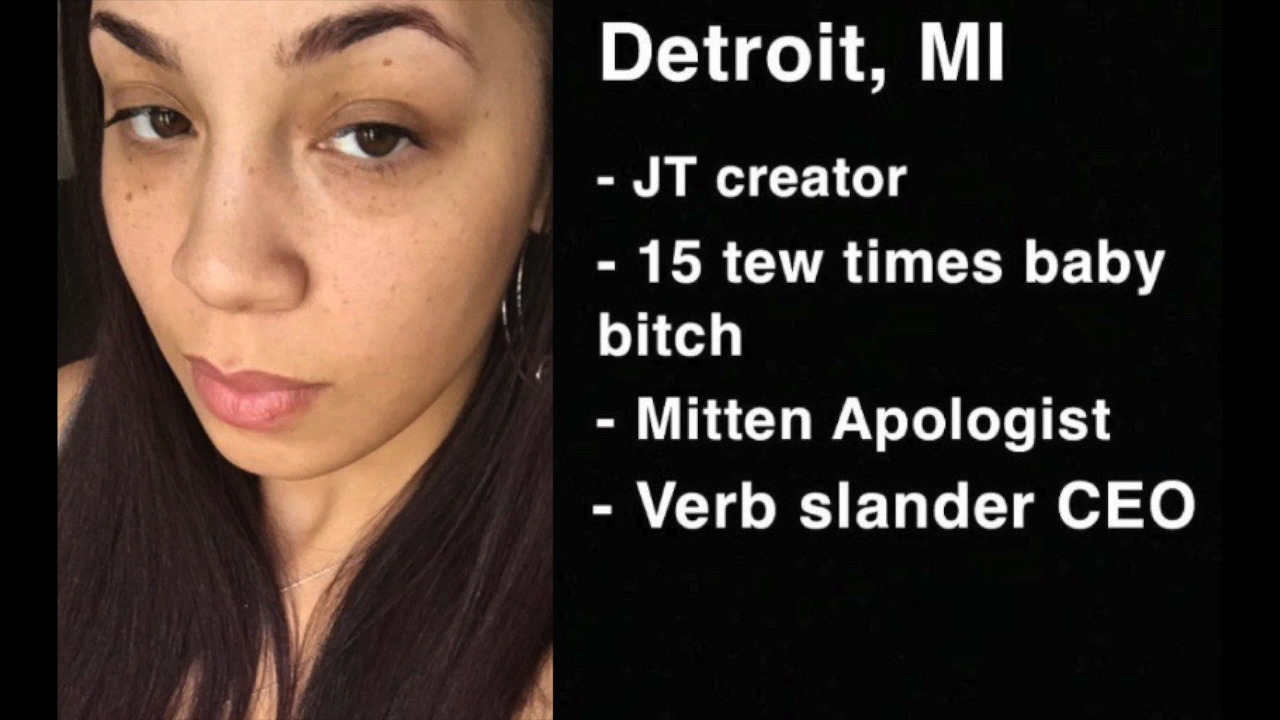 Detroit, MI
- JT creator
- 15 tew times baby
bitch
- Mitten Apologist
- Verb slander CEO